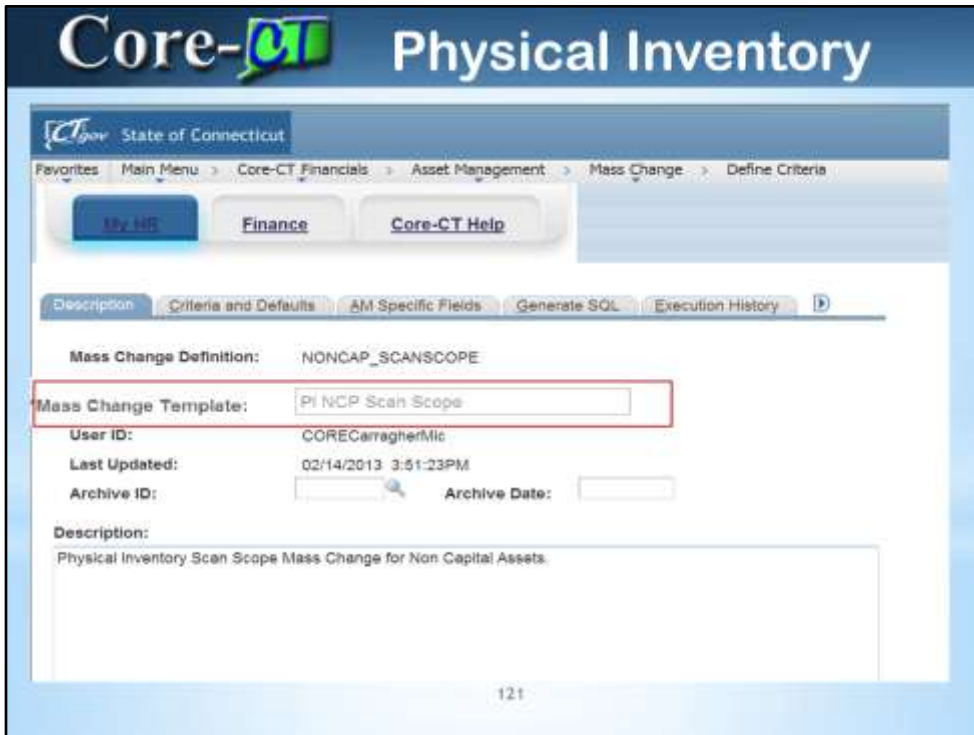 Core-CT Physical Inventory
CTgov State of Connecticut
Favorites Main Menu > Core-CT Financials > Asset Management > Mass Change > Define Criteria
My HR Finance Core-CT Help
Description Criteria and Defaults AM Specific Fields Generate SQL Execution History
Mass Change Definition: NONCAP_SCANSCOPE
*Mass Change Template: PI NCP Scan Scope
User ID: CORECarragherMic
Last Updated: 02/14/2013 3:51:23PM
Archive ID: Archive Date:
Description:
Physical Inventory Scan Scope Mass Change for Non Capital Assets.
121